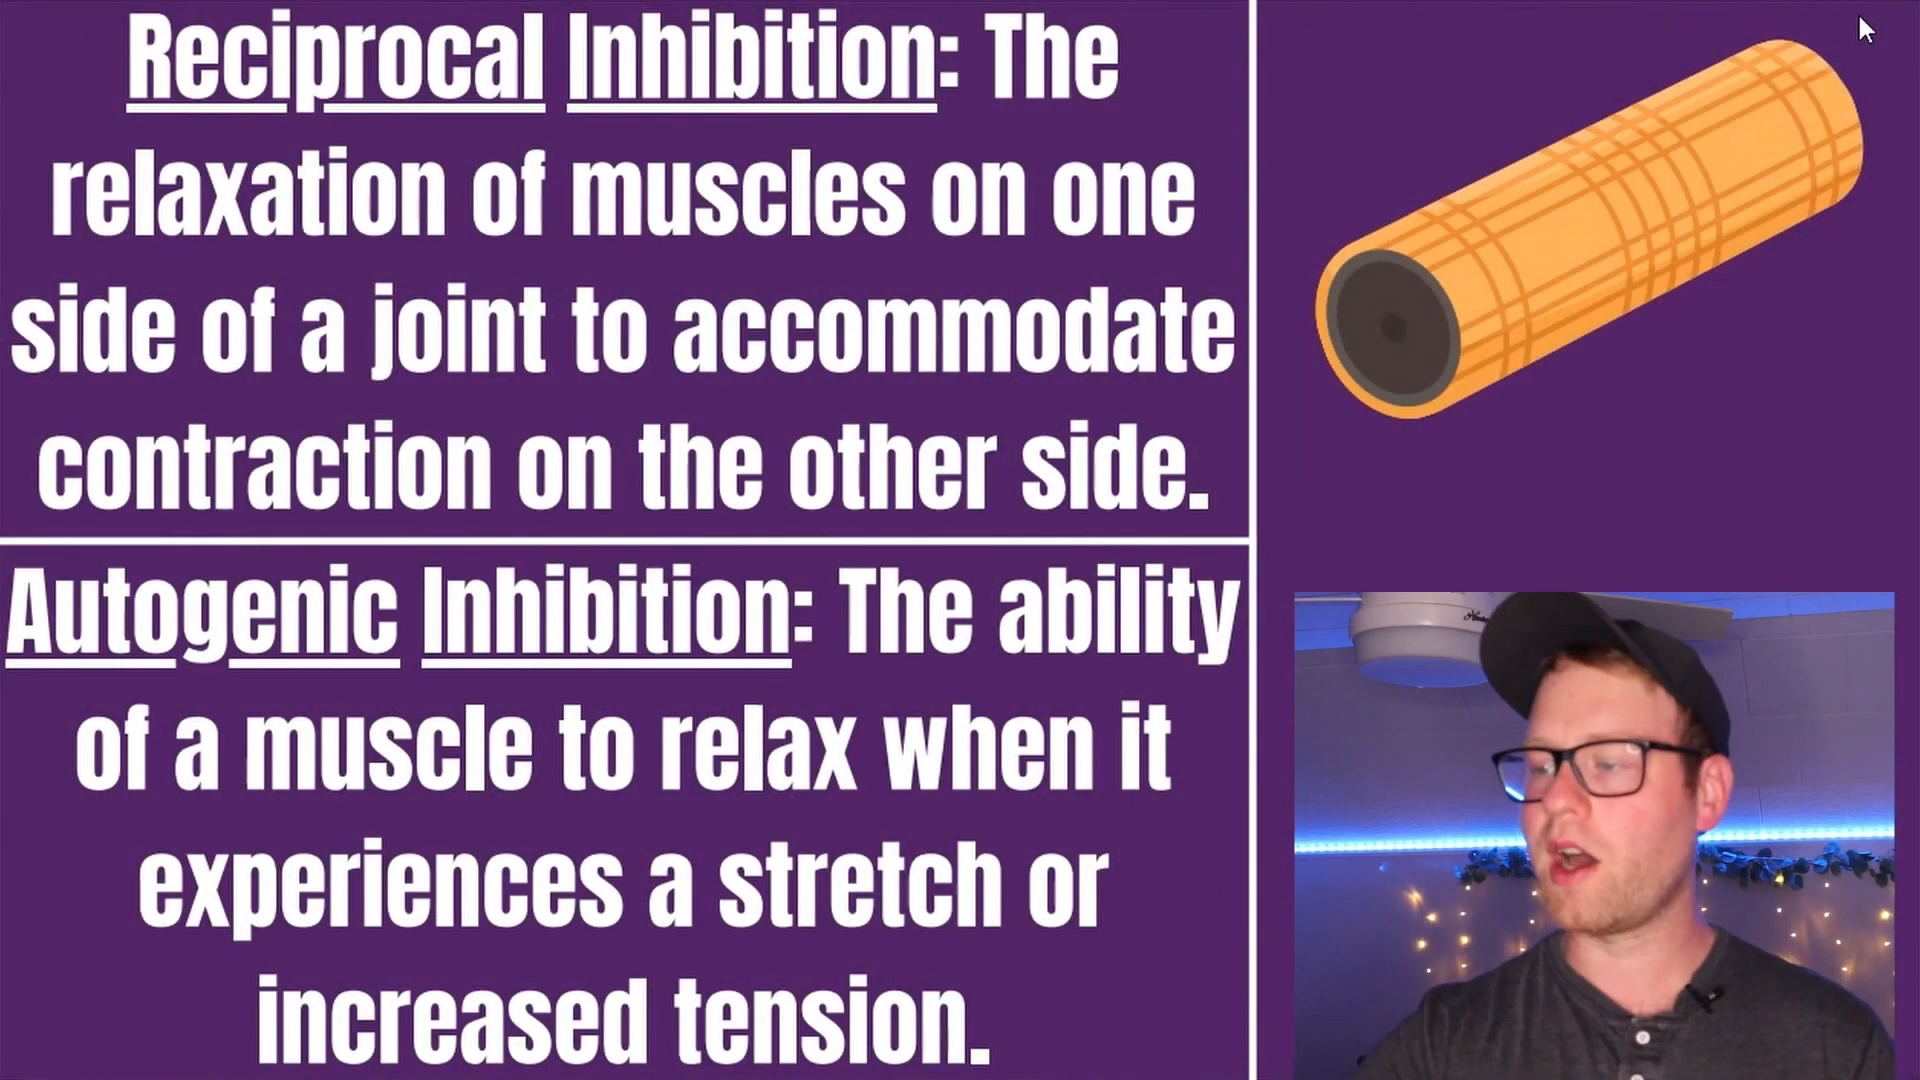 Reciprocal Inhibition: The
relaxation of muscles on one
side of a joint to accommodate
contraction on the other side.
Autogenic Inhibition: The ability
of a muscle to relax when it
experiences a stretch or
increased tension.